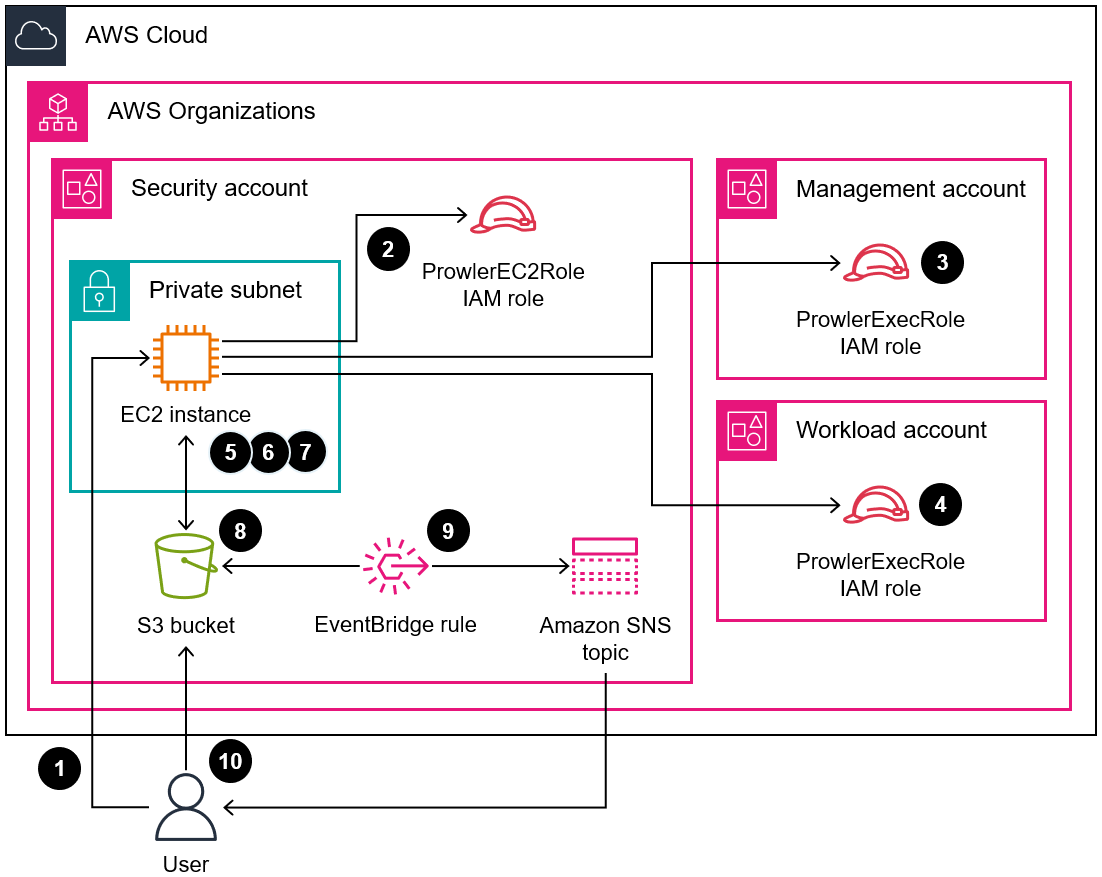 AWS Cloud
AWS Organizations
Security account
2
ProwlerEC2Role
IAM role
Private subnet
EC2 instance
5 6 7
8
S3 bucket
9
EventBridge rule
Amazon SNS
topic
Management account
3
ProwlerExecRole
IAM role
Workload account
4
ProwlerExecRole
IAM role
1
10
User